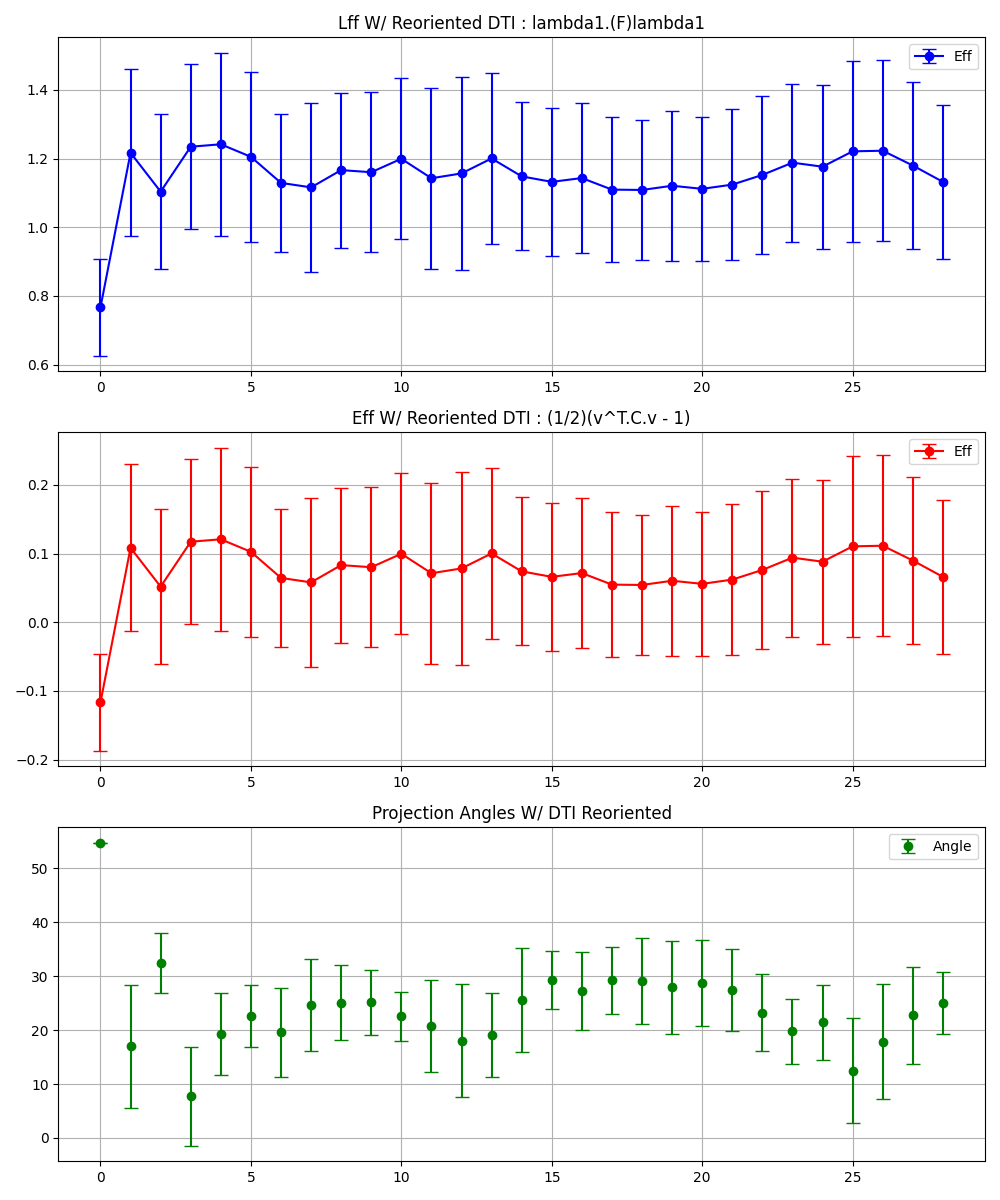 Lff W/ Reoriented DTI : lambda1.(F)lambda1
Eff
1.4
1.2
1.0
0.8
0.6
0 5 10 15 20 25
Eff W/ Reoriented DTI : (1/2)(v^T.C.v - 1)
Eff
0.2
0.1
0.0
−0.1
−0.2
0 5 10 15 20 25
Projection Angles W/ DTI Reoriented
Angle
50
40
30
20
10
0
0 5 10 15 20 25